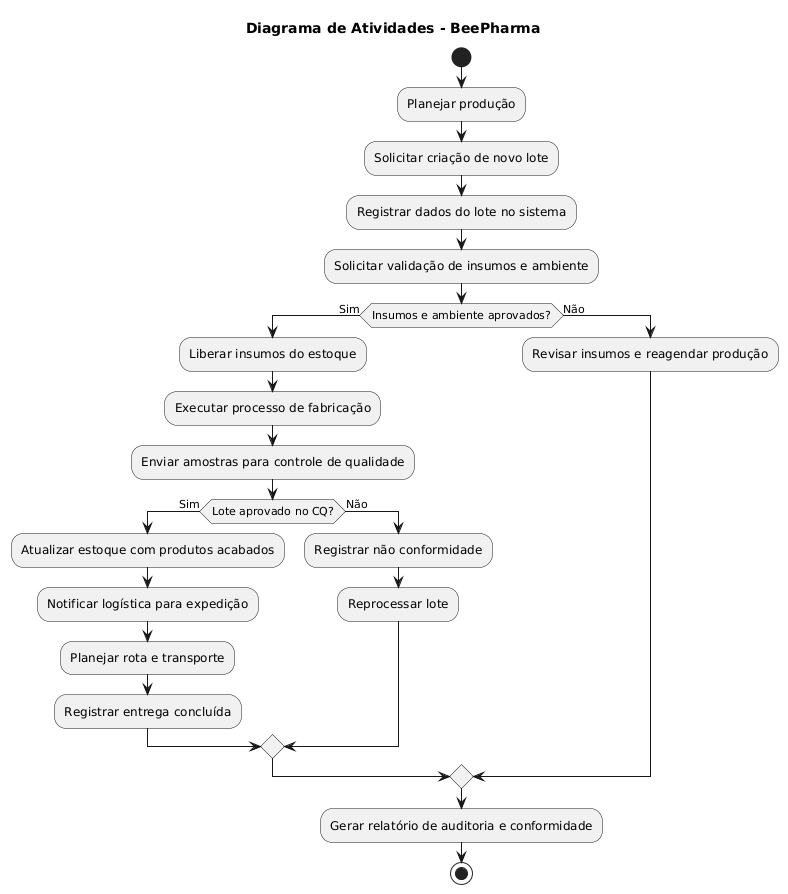 Diagrama de Atividades - BeePharma
Planejar produção
Solicitar criação de novo lote
Registrar dados do lote no sistema
Solicitar validação de insumos e ambiente
Sim
Insumos e ambiente aprovados?
Não
Liberar insumos do estoque
Revisar insumos e reagendar produção
Executar processo de fabricação
Enviar amostras para controle de qualidade
Sim
Lote aprovado no CQ?
Não
Atualizar estoque com produtos acabados
Registrar não conformidade
Notificar logística para expedição
Reprocessar lote
Planejar rota e transporte
Registrar entrega concluída
Gerar relatório de auditoria e conformidade